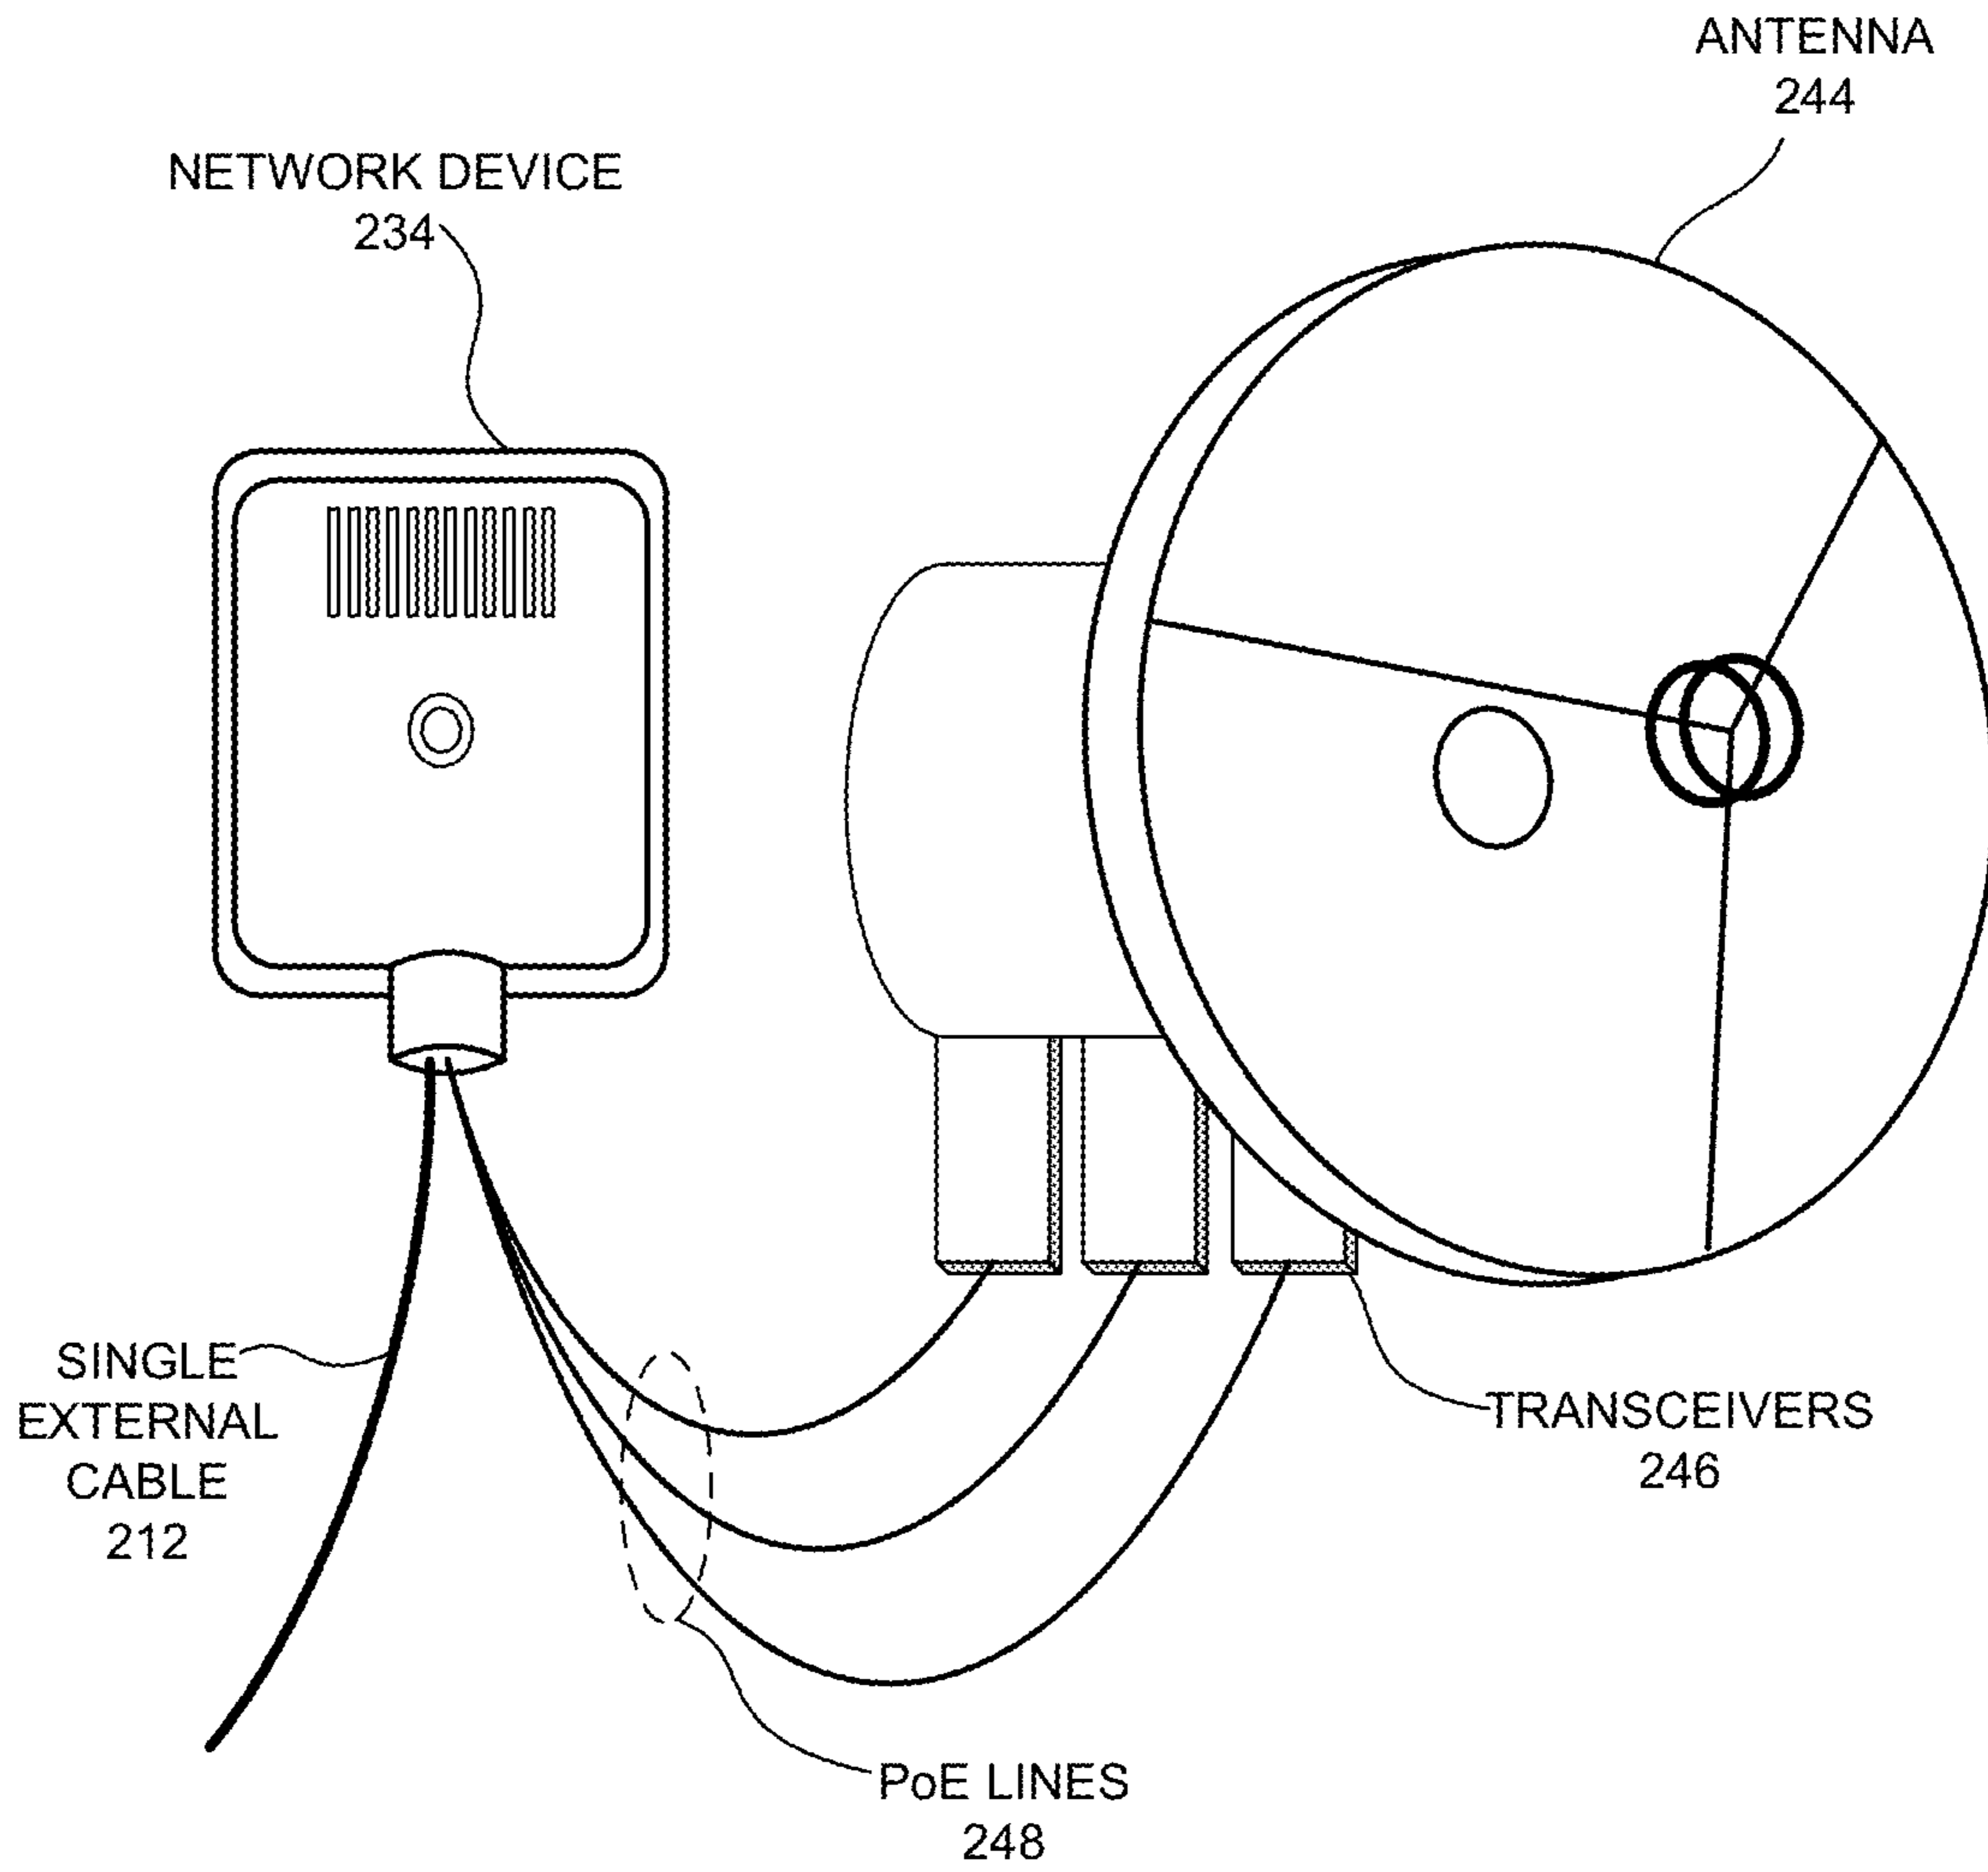 ANTENNA
244
NETWORK DEVICE
234
SINGLE
EXTERNAL
CABLE
212
TRANSCEIVERS
246
PoE LINES
248